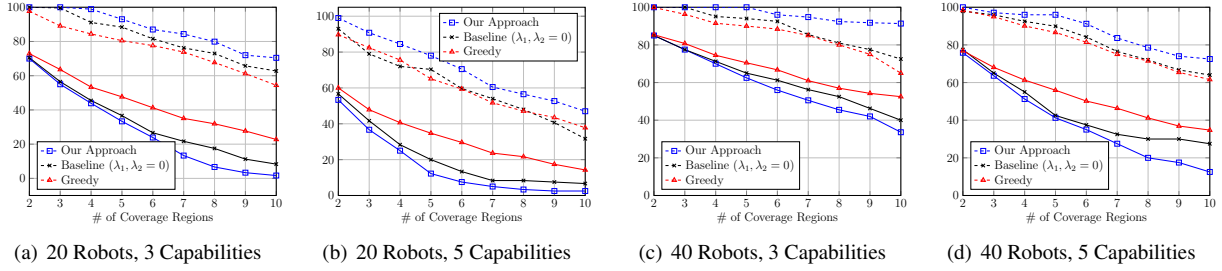 100
80
60
40
20
0
Our Approach
Baseline (λ₁, λ₂ = 0)
Greedy
2 3 4 5 6 7 8 9 10
# of Coverage Regions
(a) 20 Robots, 3 Capabilities
100
80
60
40
20
0
Our Approach
Baseline (λ₁, λ₂ = 0)
Greedy
2 3 4 5 6 7 8 9 10
# of Coverage Regions
(b) 20 Robots, 5 Capabilities
100
80
60
40
20
0
Our Approach
Baseline (λ₁, λ₂ = 0)
Greedy
2 3 4 5 6 7 8 9 10
# of Coverage Regions
(c) 40 Robots, 3 Capabilities
100
80
60
40
20
0
Our Approach
Baseline (λ₁, λ₂ = 0)
Greedy
2 3 4 5 6 7 8 9 10
# of Coverage Regions
(d) 40 Robots, 5 Capabilities